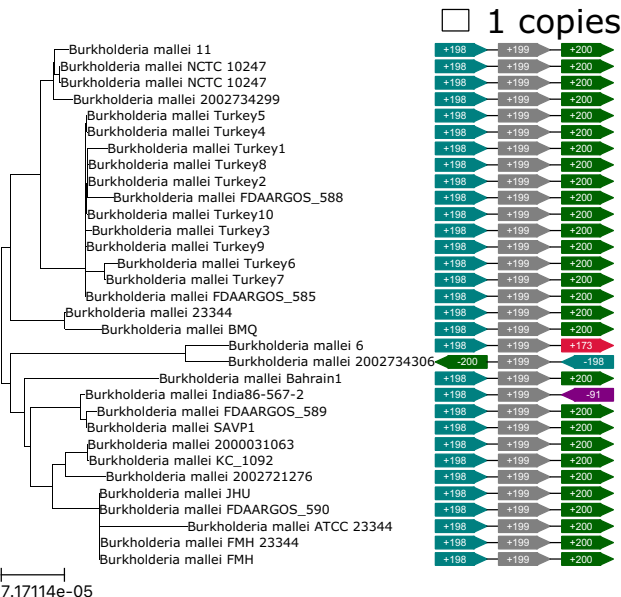 1 copies
Burkholderia mallei 11 +198 +199 +200
Burkholderia mallei NCTC 10247 +198 +199 +200
Burkholderia mallei NCTC 10247 +198 +199 +200
Burkholderia mallei 2002734299 +198 +199 +200
Burkholderia mallei Turkey5 +198 +199 +200
Burkholderia mallei Turkey4 +198 +199 +200
Burkholderia mallei Turkey1 +198 +199 +200
Burkholderia mallei Turkey8 +198 +199 +200
Burkholderia mallei Turkey2 +198 +199 +200
Burkholderia mallei FDAARGOS_588 +198 +199 +200
Burkholderia mallei Turkey10 +198 +199 +200
Burkholderia mallei Turkey3 +198 +199 +200
Burkholderia mallei Turkey9 +198 +199 +200
Burkholderia mallei Turkey6 +198 +199 +200
Burkholderia mallei Turkey7 +198 +199 +200
Burkholderia mallei FDAARGOS_585 +198 +199 +200
Burkholderia mallei 23344 +198 +199 +200
Burkholderia mallei BMQ +198 +199 +200
Burkholderia mallei 6 +198 +199 +173
Burkholderia mallei 2002734306 -200 +199 -198
Burkholderia mallei Bahrain1 +198 +199 +200
Burkholderia mallei India86-567-2 +198 +199 -91
Burkholderia mallei FDAARGOS_589 +198 +199 +200
Burkholderia mallei SAVP1 +198 +199 +200
Burkholderia mallei 2000031063 +198 +199 +200
Burkholderia mallei KC_1092 +198 +199 +200
Burkholderia mallei 2002721276 +198 +199 +200
Burkholderia mallei JHU +198 +199 +200
Burkholderia mallei FDAARGOS_590 +198 +199 +200
Burkholderia mallei ATCC 23344 +198 +199 +200
Burkholderia mallei FMH 23344 +198 +199 +200
Burkholderia mallei FMH +198 +199 +200
7.17114e-05